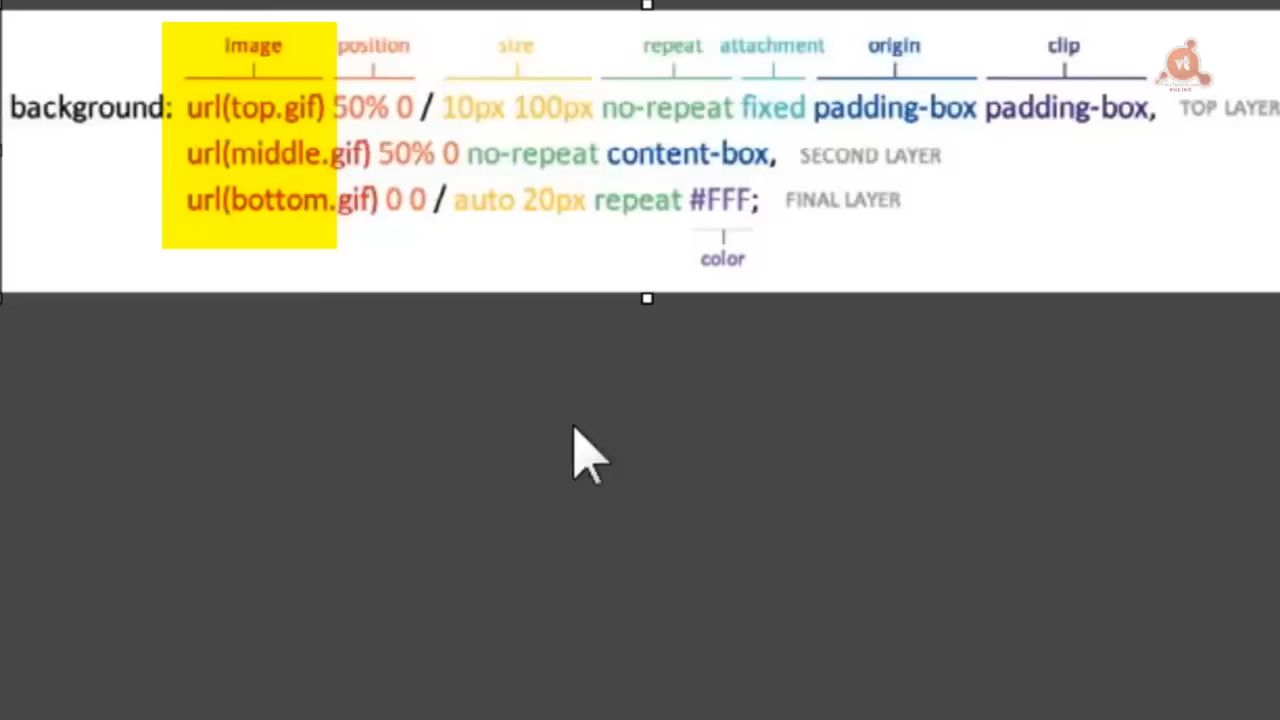 image position size repeat attachment origin clip
background: url(top.gif) 50% 0 / 10px 100px no-repeat fixed padding-box padding-box, TOP LAYER
url(middle.gif) 50% 0 no-repeat content-box, SECOND LAYER
url(bottom.gif) 0 0 / auto 20px repeat #FFF; FINAL LAYER
color
vt
ONLINE